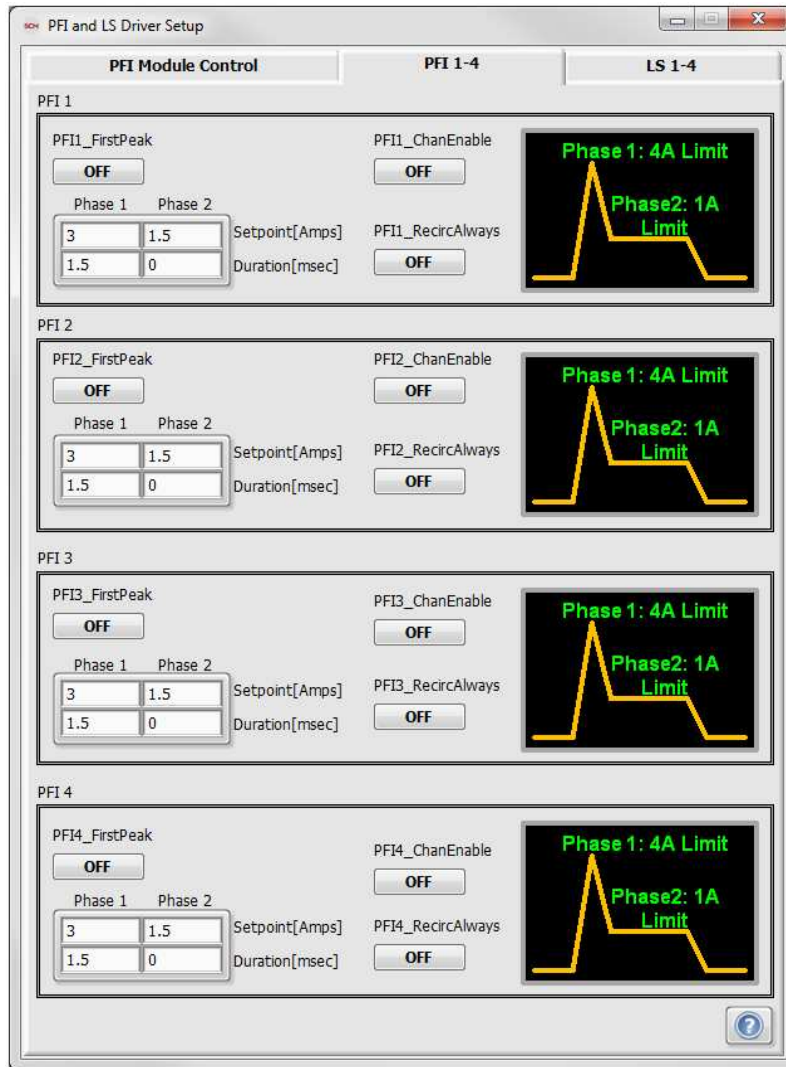 SCM PFI and LS Driver Setup
PFI Module Control PFI 1-4 LS 1-4
PFI 1
PFI1_FirstPeak PFI1_ChanEnable
OFF OFF
Phase 1 Phase 2
3 1.5 Setpoint[Amps] PFI1_RecircAlways
1.5 0 Duration[msec] OFF
Phase 1: 4A Limit
Phase2: 1A
Limit
PFI 2
PFI2_FirstPeak PFI2_ChanEnable
OFF OFF
Phase 1 Phase 2
3 1.5 Setpoint[Amps] PFI2_RecircAlways
1.5 0 Duration[msec] OFF
Phase 1: 4A Limit
Phase2: 1A
Limit
PFI 3
PFI3_FirstPeak PFI3_ChanEnable
OFF OFF
Phase 1 Phase 2
3 1.5 Setpoint[Amps] PFI3_RecircAlways
1.5 0 Duration[msec] OFF
Phase 1: 4A Limit
Phase2: 1A
Limit
PFI 4
PFI4_FirstPeak PFI4_ChanEnable
OFF OFF
Phase 1 Phase 2
3 1.5 Setpoint[Amps] PFI4_RecircAlways
1.5 0 Duration[msec] OFF
Phase 1: 4A Limit
Phase2: 1A
Limit
?